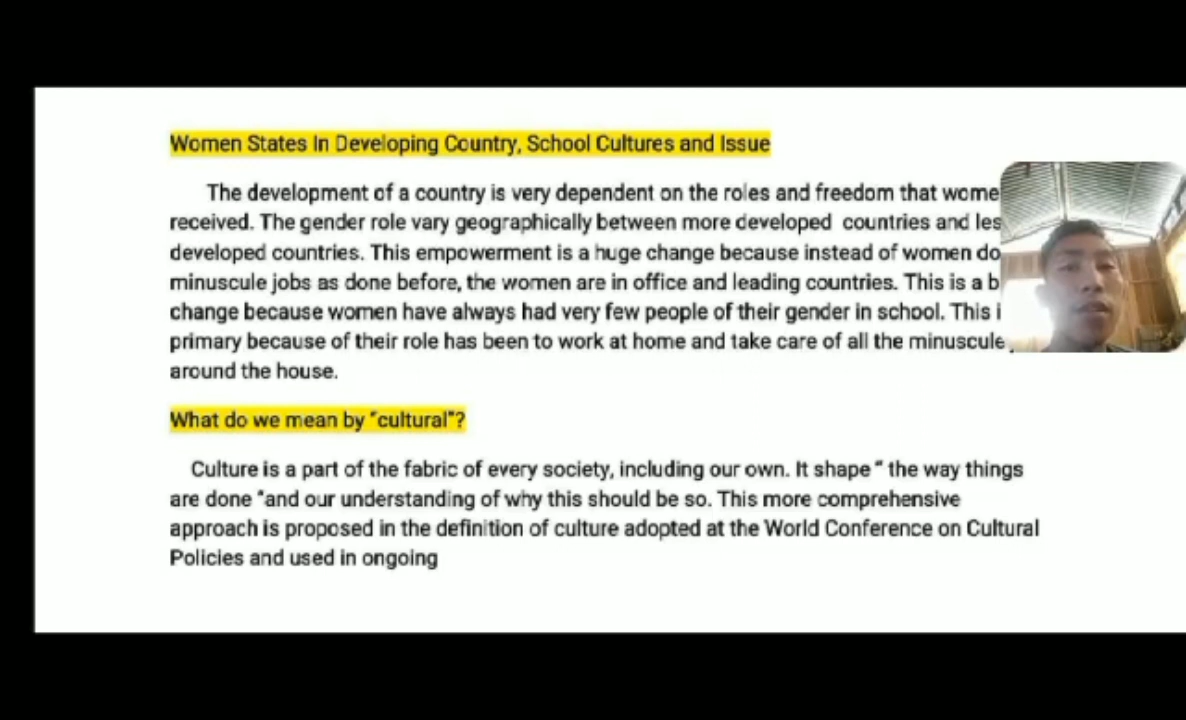 Women States In Developing Country, School Cultures and Issue
The development of a country is very dependent on the roles and freedom that
received. The gender role vary geographically between more developed countries and
developed countries. This empowerment is a huge change because instead of women
minuscule jobs as done before, the women are in office and leading countries. This is a
change because women have always had very few people of their gender in school. This
primary because of their role has been to work at home and take care of all the minuscule
around the house.
What do we mean by "cultural"?
Culture is a part of the fabric of every society, including our own. It shape " the way things
are done "and our understanding of why this should be so. This more comprehensive
approach is proposed in the definition of culture adopted at the World Conference on Cultural
Policies and used in ongoing